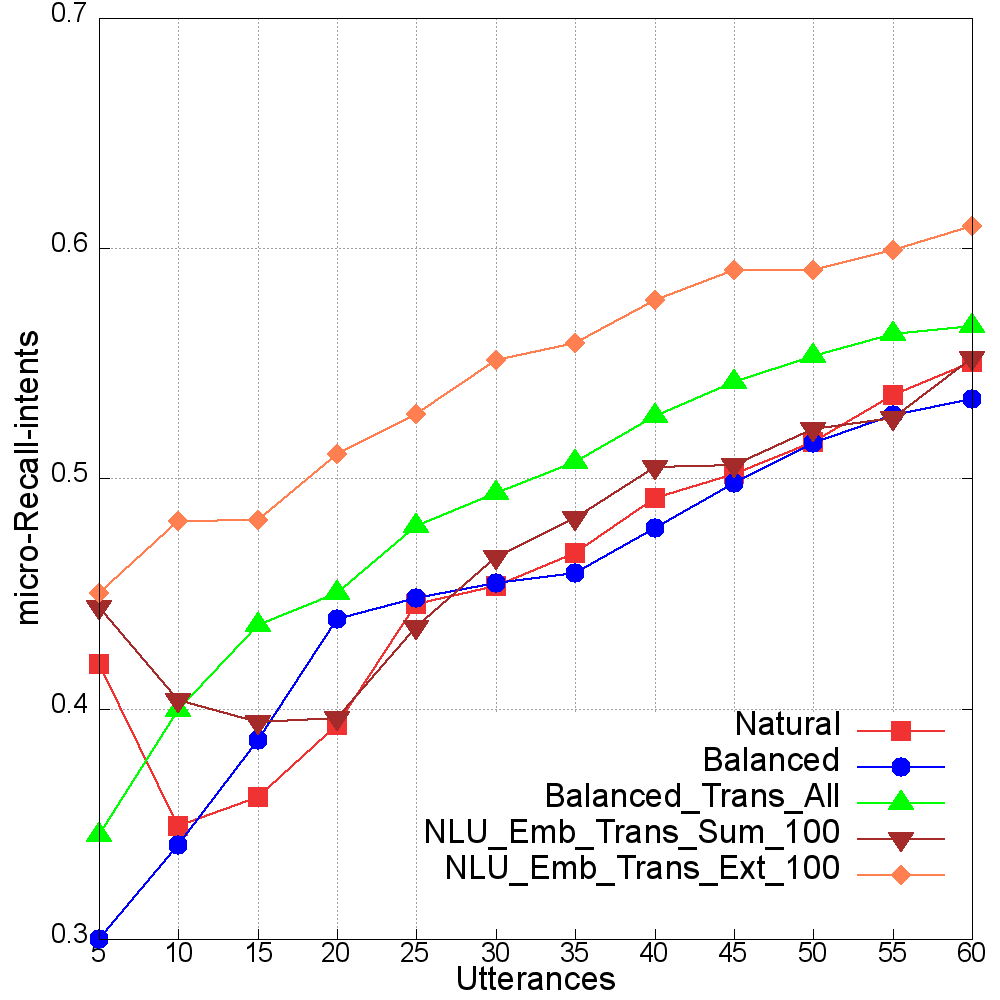 0.7
0.6
0.5
0.4
0.3
micro-Recall-intents
Natural
Balanced
Balanced_Trans_All
NLU_Emb_Trans_Sum_100
NLU_Emb_Trans_Ext_100
5 10 15 20 25 30 35 40 45 50 55 60
Utterances